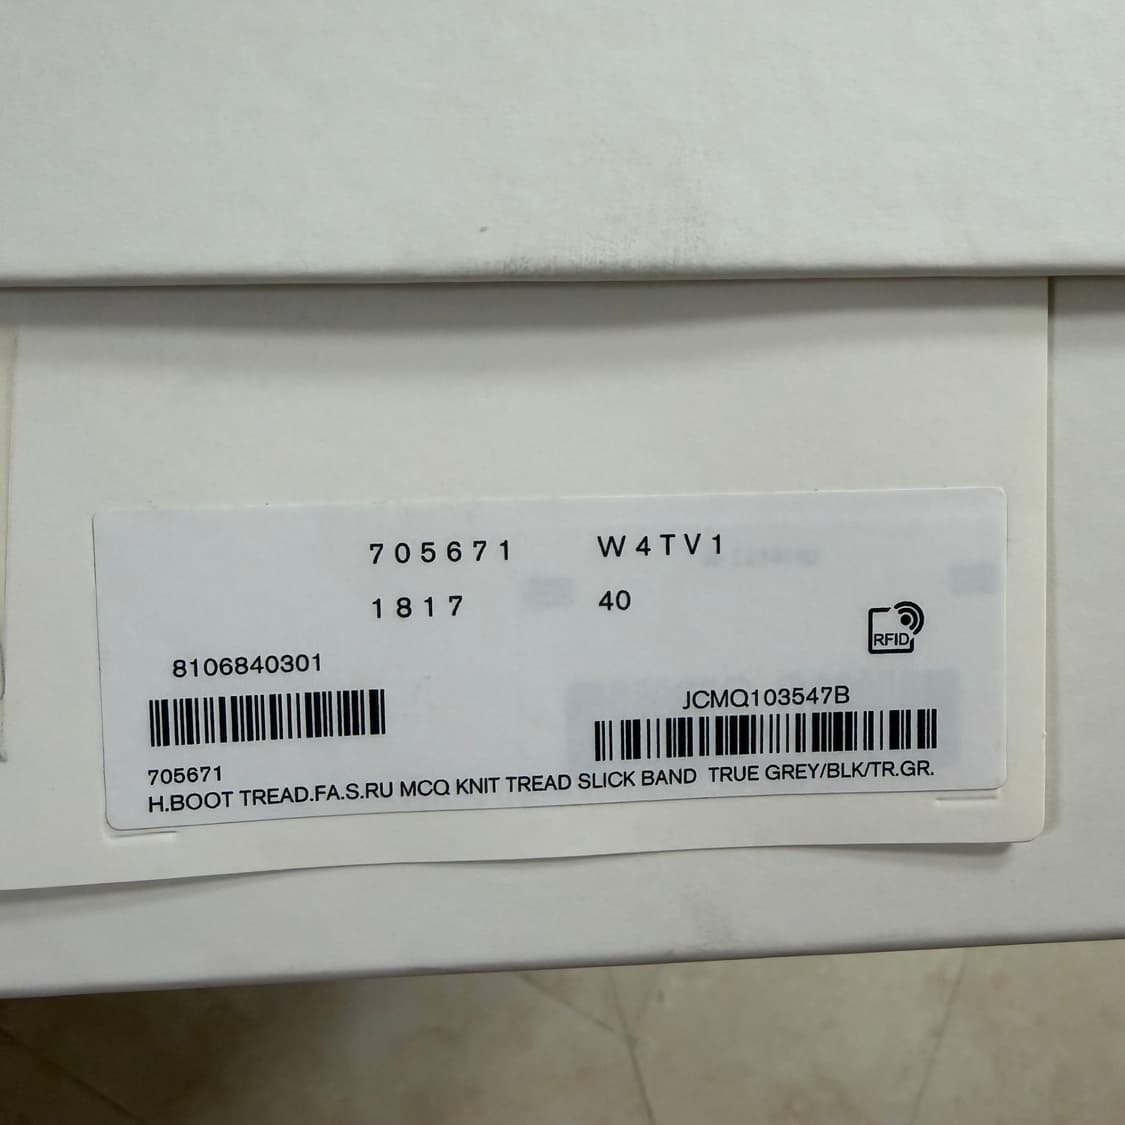 705671 W4TV1
1817 40
RFID
8106840301
JCMQ103547B
705671
H.BOOT TREAD.FA.S.RU MCQ KNIT TREAD SLICK BAND TRUE GREY/BLK/TR.GR.